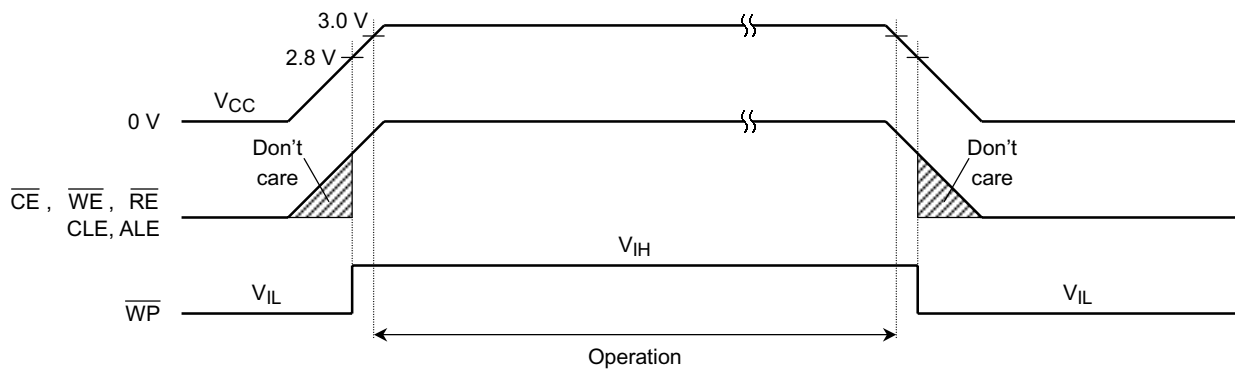 3.0 V
2.8 V
VCC
0 V
Don't
care
Don't
care
CE , WE , RE
CLE, ALE
VIH
VIL
VIL
WP
Operation